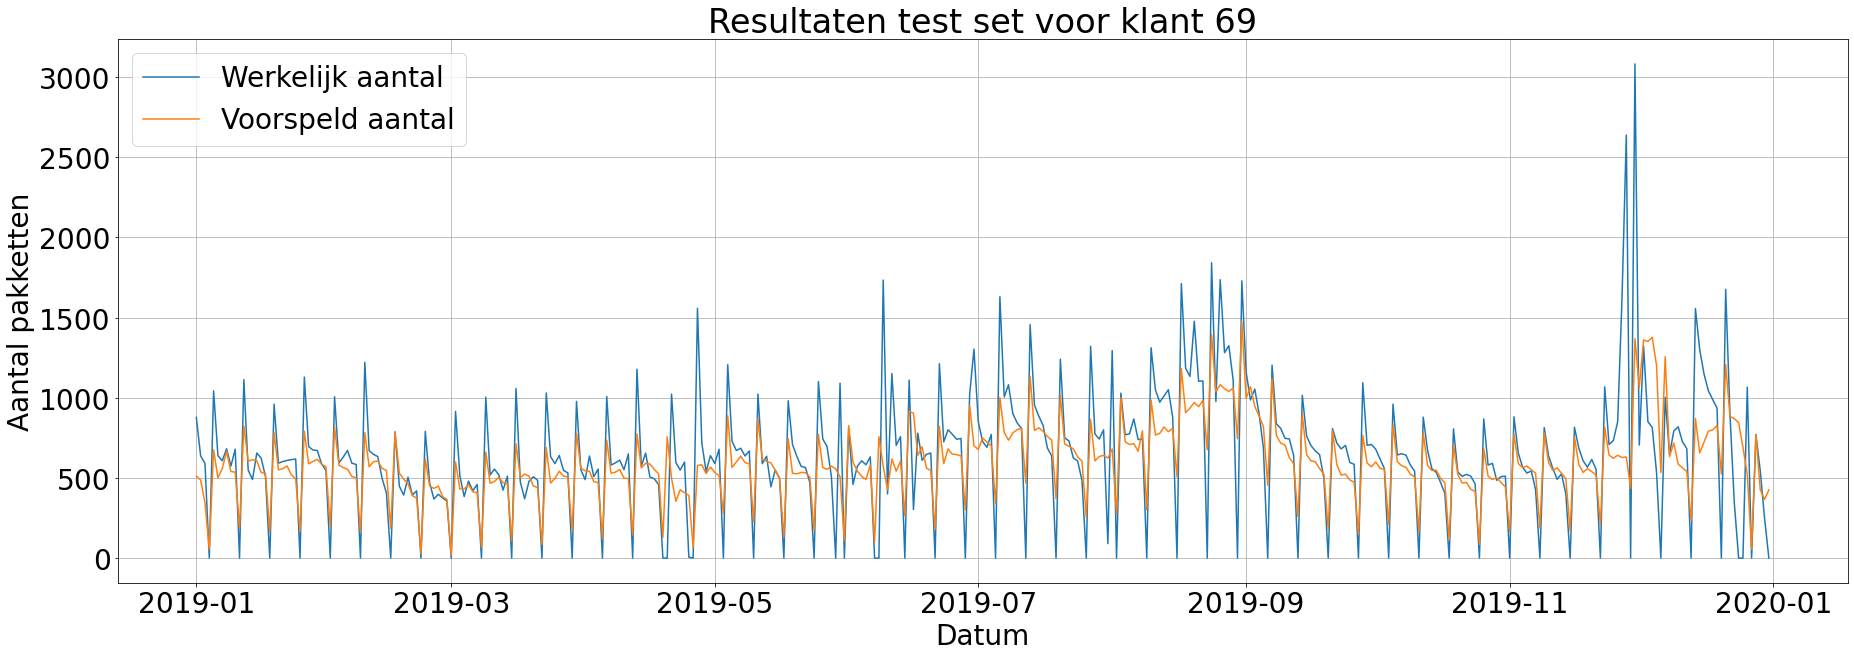 Resultaten test set voor klant 69
Werkelijk aantal
Voorspeld aantal
Aantal pakketten
3000
2500
2000
1500
1000
500
0
2019-01 2019-03 2019-05 2019-07 2019-09 2019-11 2020-01
Datum